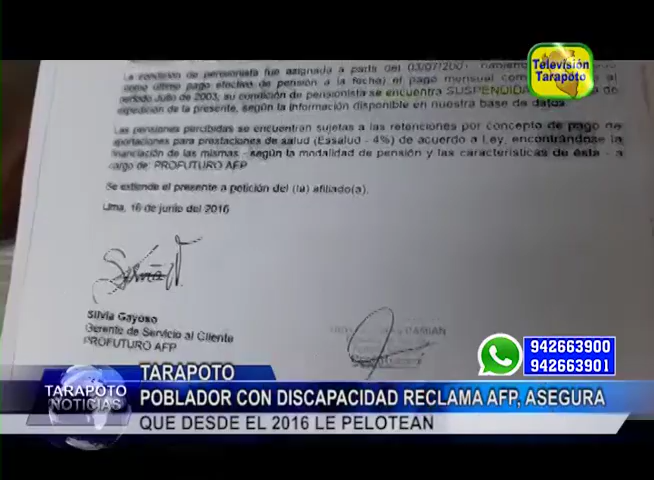 Televisión
Tarapoto
La condición de pensionista fue asignada a partir del
como último pago efectivo de pensión a la fecha) el pago mensual al
periodo Julio de 2003; su condición de pensionista se encuentra SUSPENDIDA de
expedición de la presente, según la información disponible en nuestra base de datos.
Las pensiones percibidas se encuentran sujetas a las retenciones por concepto de pago de
aportaciones para prestaciones de salud (Essalud - 4%) de acuerdo a Ley, encontrándose la
financiación de las mismas - según la modalidad de pensión y las características de ésta - a
cargo de: PROFUTURO AFP
Se extiende el presente a petición del (la) afiliado(a).
Lima, 16 de junio del 2016
Silvia Gayoso
Gerente de Servicio al Cliente
PROFUTURO AFP
942663900
942663901
TARAPOTO
TARAPOTO
NOTICIAS
POBLADOR CON DISCAPACIDAD RECLAMA AFP, ASEGURA
QUE DESDE EL 2016 LE PELOTEAN